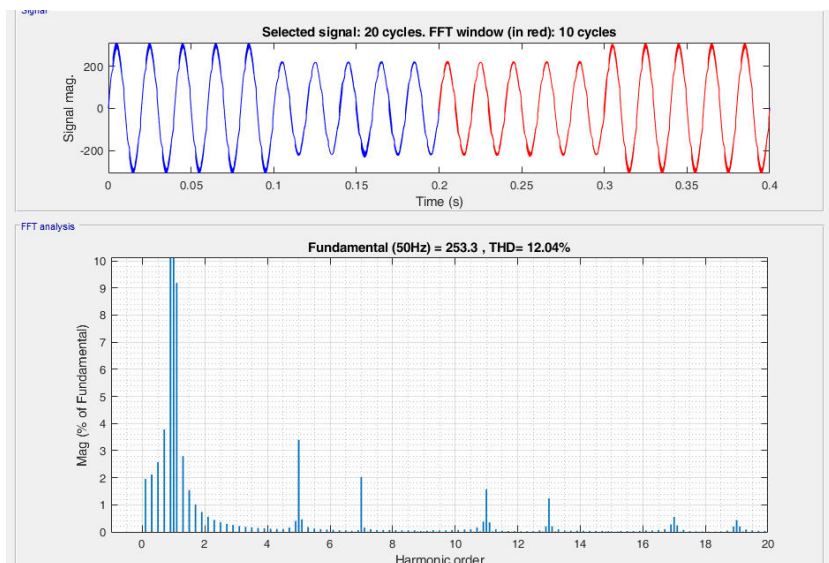 Signal
Selected signal: 20 cycles. FFT window (in red): 10 cycles
200
0
-200
Signal mag.
0 0.05 0.1 0.15 0.2 0.25 0.3 0.35 0.4
Time (s)
FFT analysis
Fundamental (50Hz) = 253.3 , THD= 12.04%
10
9
8
7
6
5
4
3
2
1
0
Mag (% of Fundamental)
0 2 4 6 8 10 12 14 16 18 20
Harmonic order